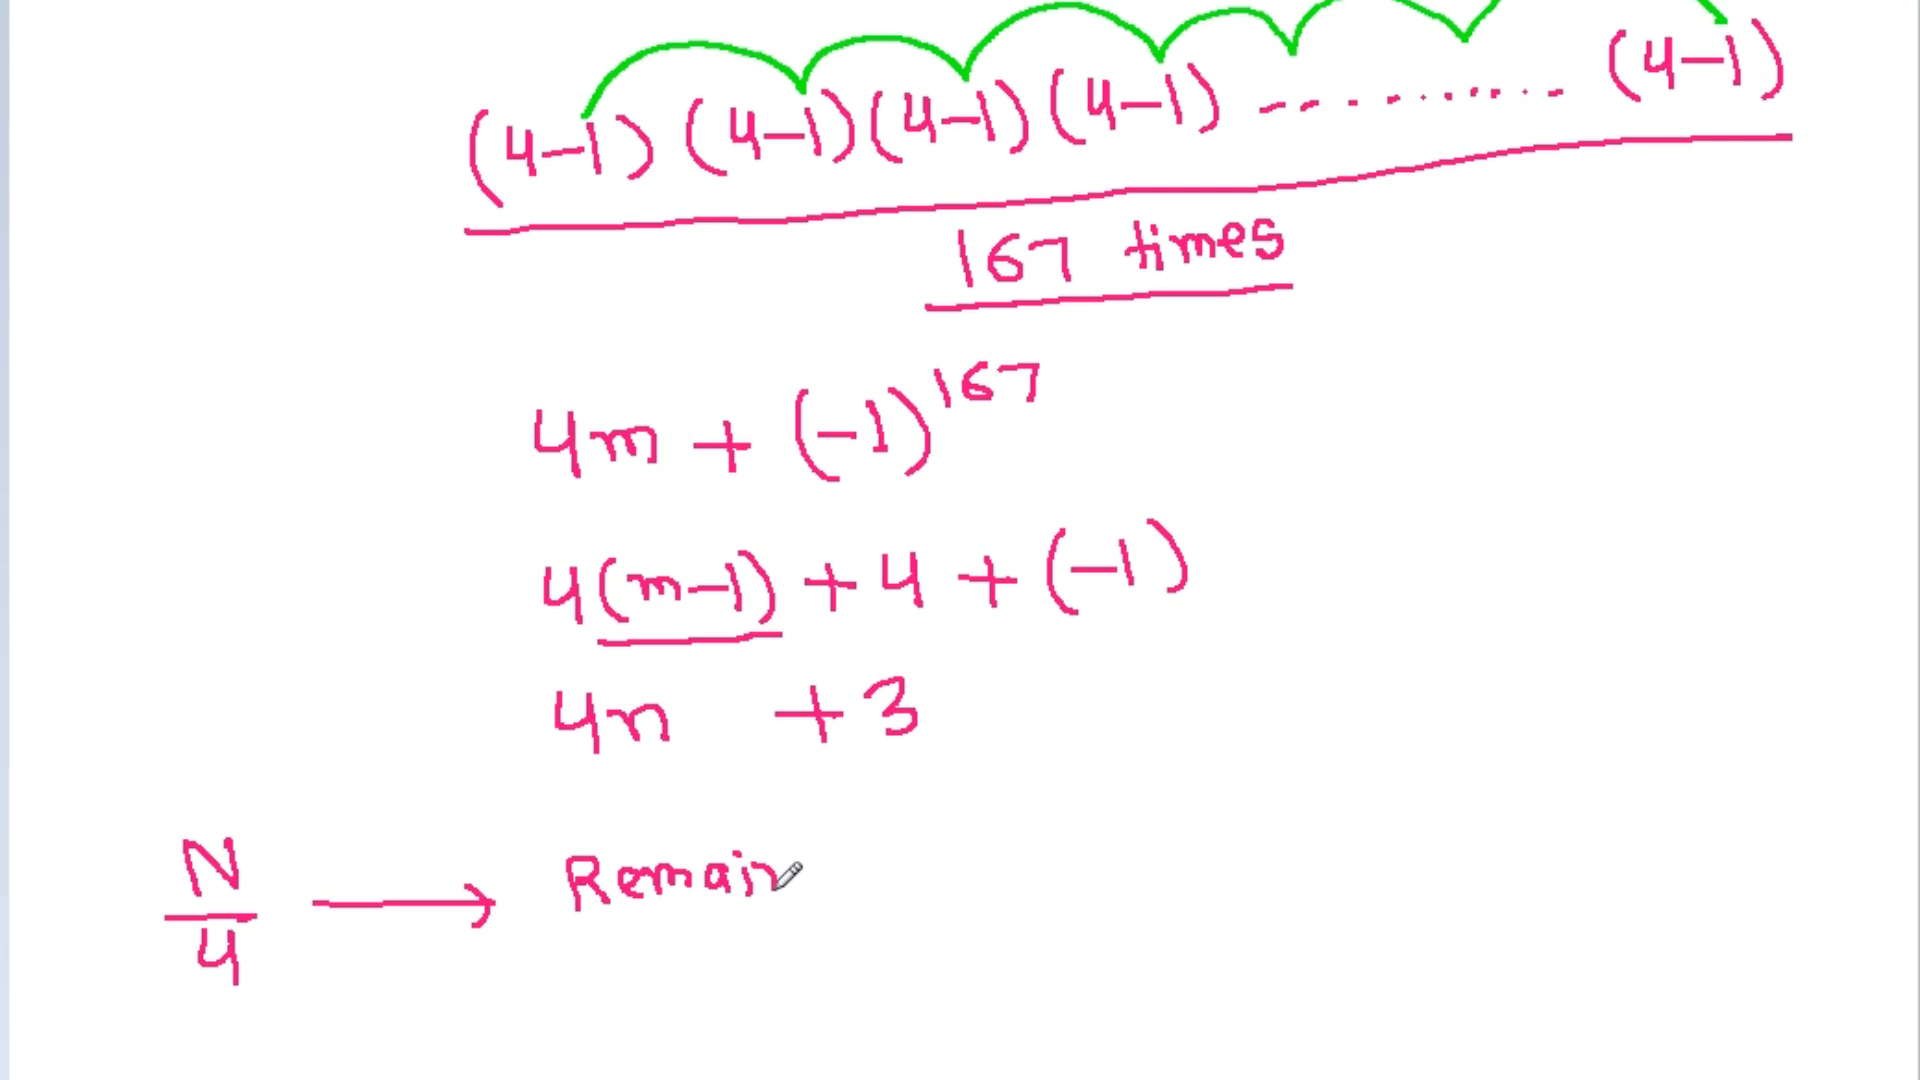 (4-1) (4-1) (4-1) (4-1) ---------- (4-1)
167 times
4m + (-1)^167
4(m-1) + 4 + (-1)
4n + 3
N/4 → Remain